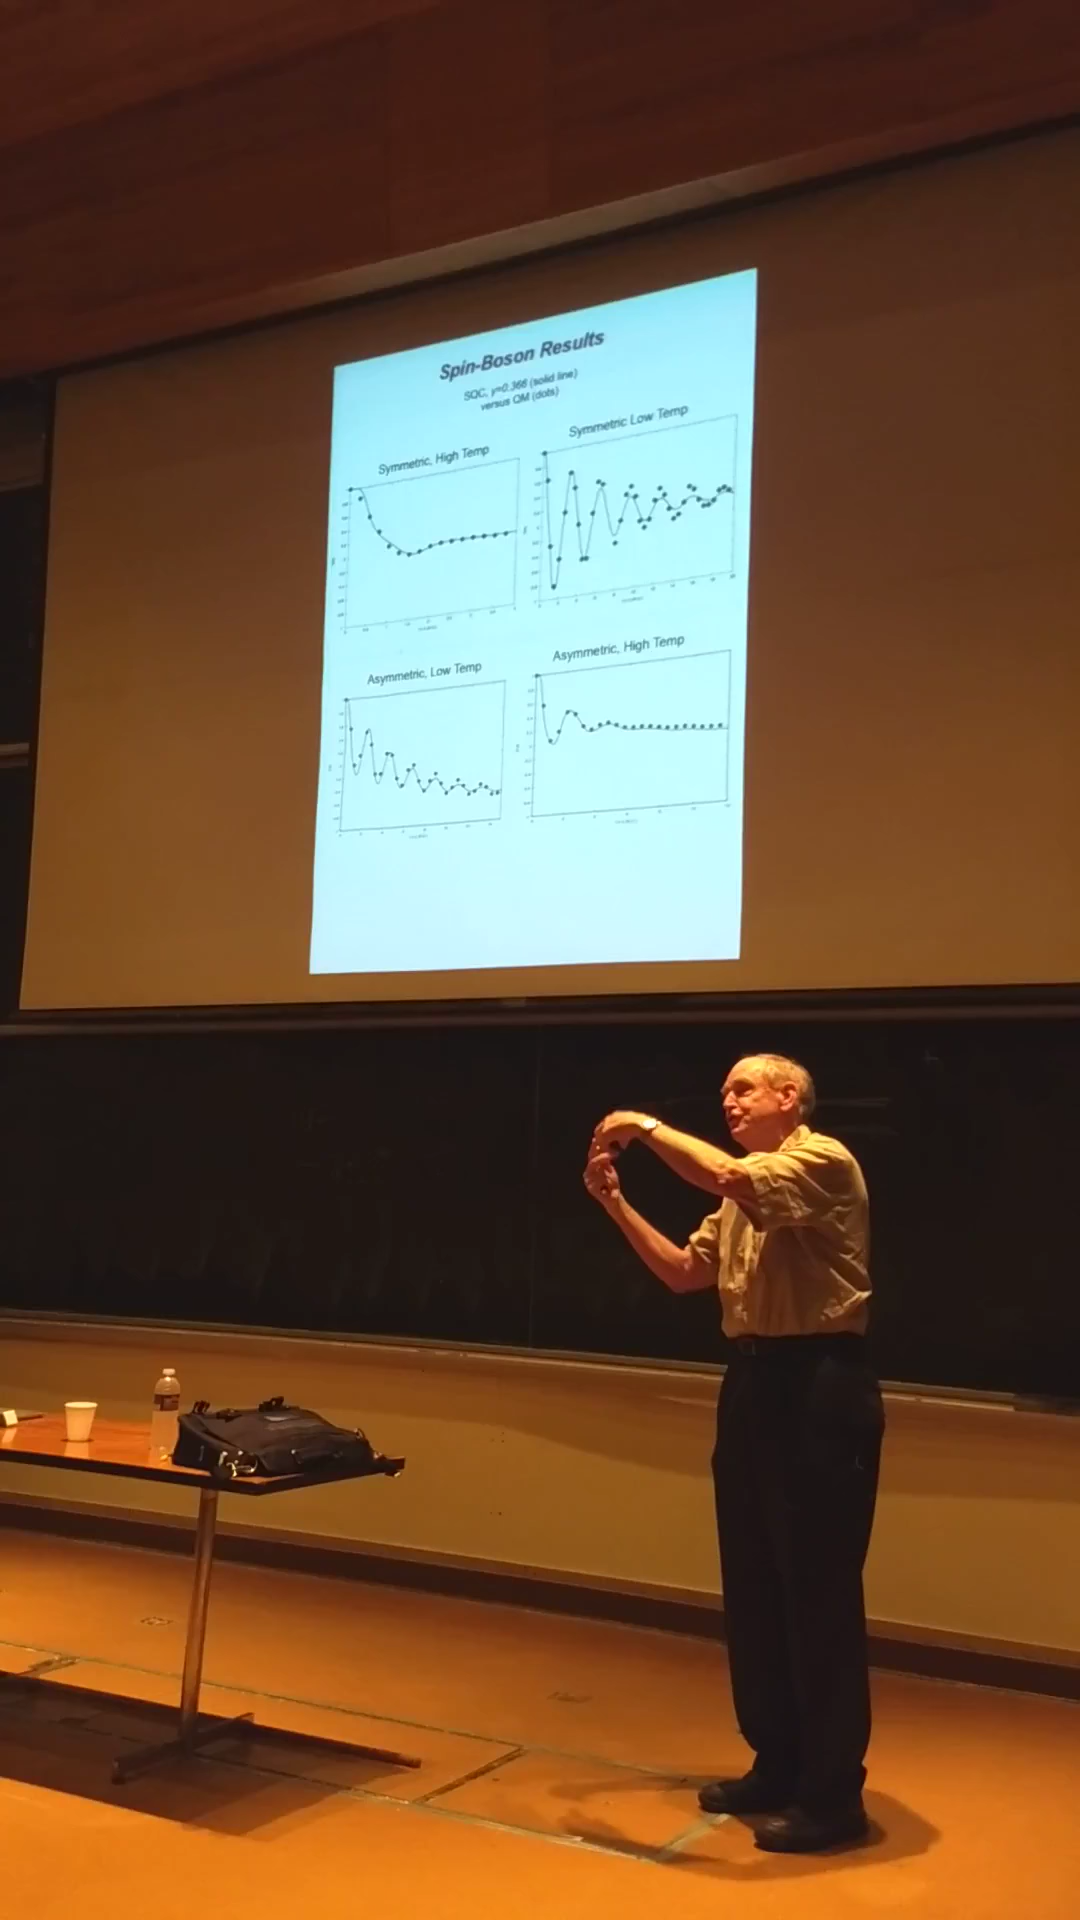 Spin-Boson Results
SQC, γ=0.366 (solid line)
versus QM (dots)
Symmetric, High Temp
Symmetric Low Temp
Asymmetric, Low Temp
Asymmetric, High Temp